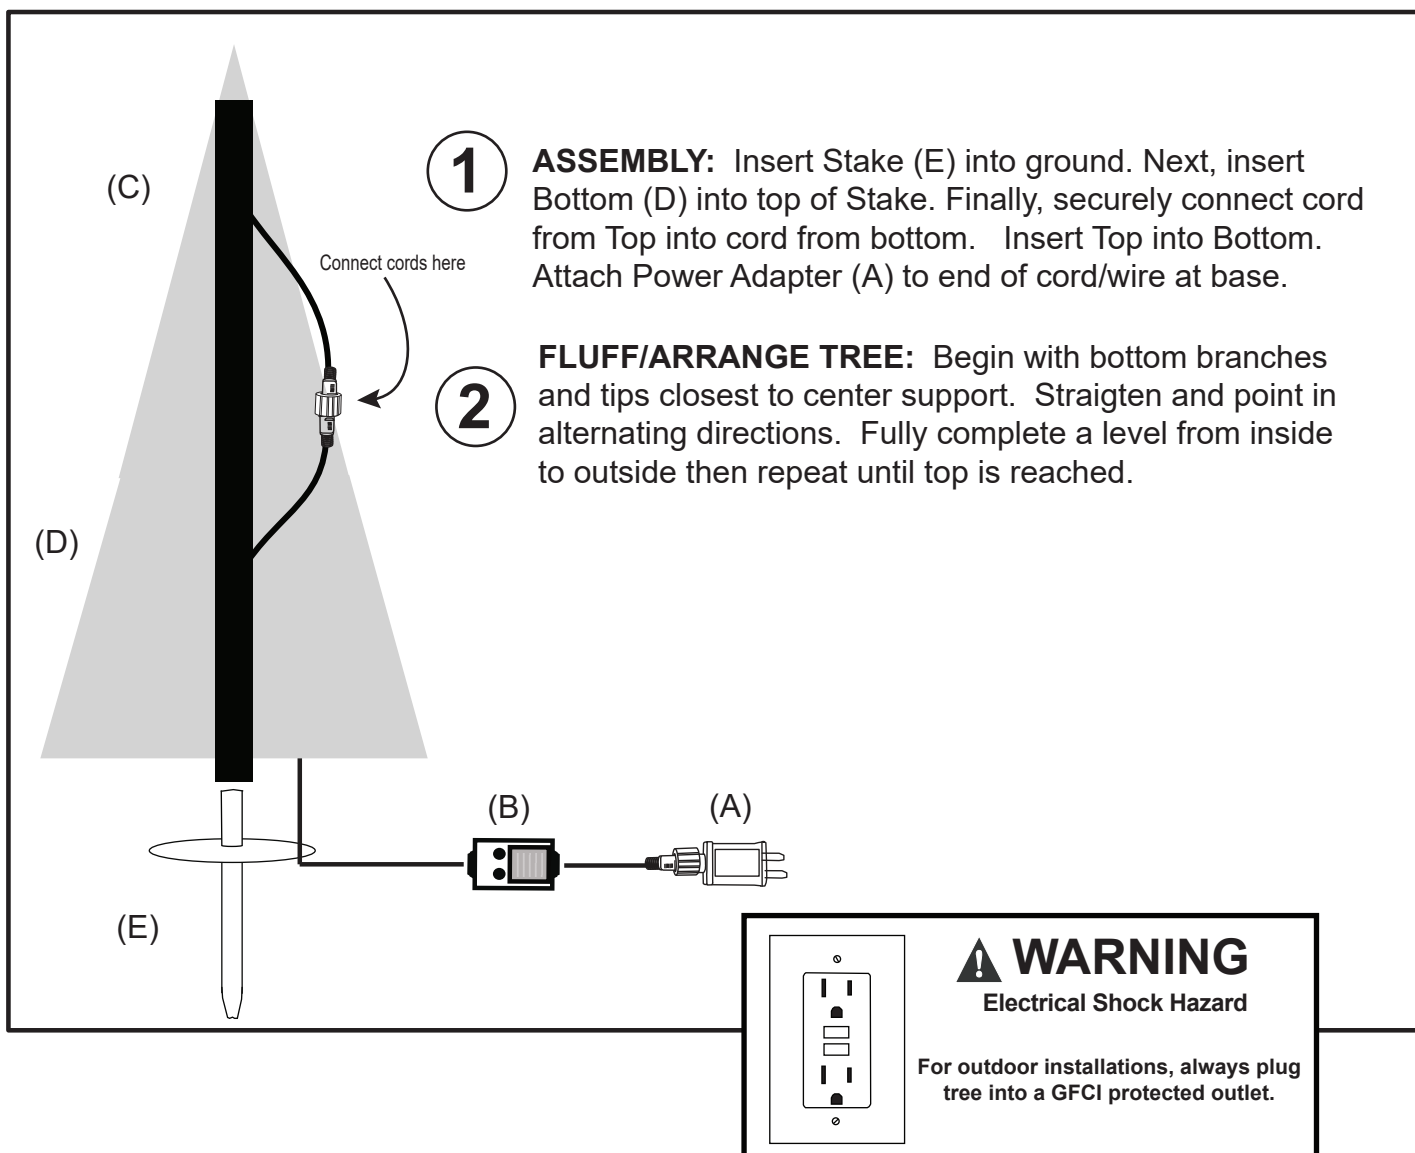 (C)
Connect cords here
(D)
(E)
(B)
(A)
1
ASSEMBLY: Insert Stake (E) into ground. Next, insert
Bottom (D) into top of Stake. Finally, securely connect cord
from Top into cord from bottom. Insert Top into Bottom.
Attach Power Adapter (A) to end of cord/wire at base.
2
FLUFF/ARRANGE TREE: Begin with bottom branches
and tips closest to center support. Straigten and point in
alternating directions. Fully complete a level from inside
to outside then repeat until top is reached.
WARNING
Electrical Shock Hazard
For outdoor installations, always plug
tree into a GFCI protected outlet.